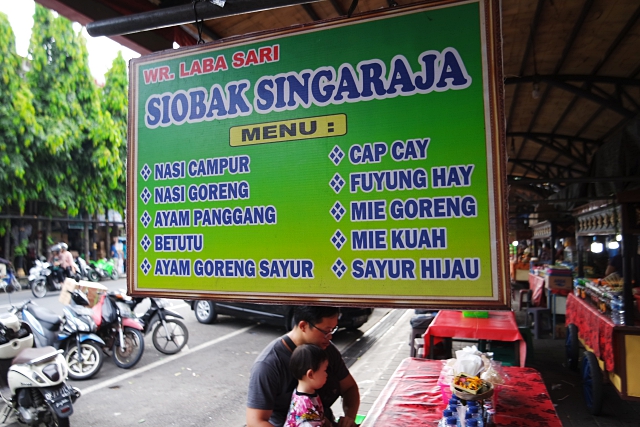 WR. LABA SARI
SIOBAK SINGARAJA
MENU :
NASI CAMPUR
NASI GORENG
AYAM PANGGANG
BETUTU
AYAM GORENG SAYUR
CAP CAY
FUYUNG HAY
MIE GORENG
MIE KUAH
SAYUR HIJAU